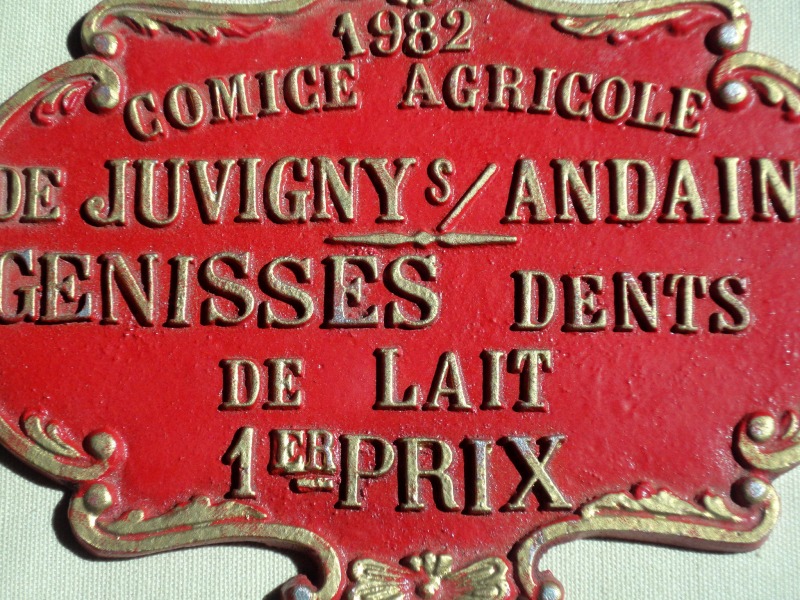 1982
COMICE AGRICOLE
DE JUVIGNY S/ANDAIN
GENISSES DENTS
DE LAIT
1ER PRIX